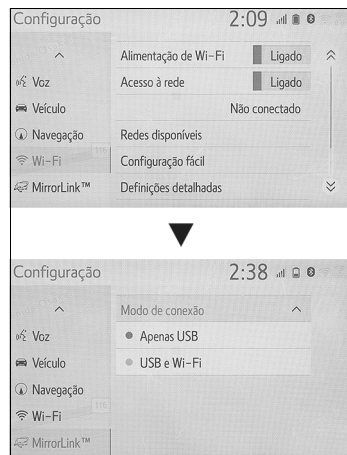 Configuração 2:09
Alimentação de Wi-Fi Ligado
Voz Acesso à rede Ligado
Veículo Não conectado
Navegação Redes disponíveis
Wi-Fi Configuração fácil
MirrorLink™ Definições detalhadas
Configuração 2:38
Modo de conexão
Voz Apenas USB
Veículo USB e Wi-Fi
Navegação
Wi-Fi
MirrorLink™